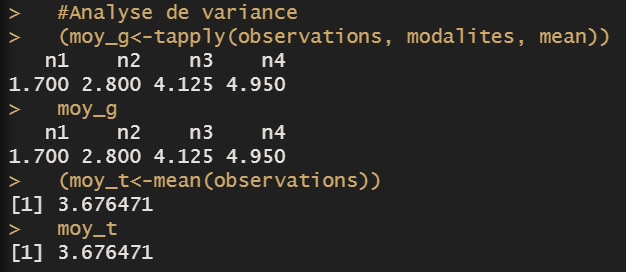 >   #Analyse de variance
>   (moy_g<-tapply(observations, modalites, mean))
   n1    n2    n3    n4
1.700 2.800 4.125 4.950
>   moy_g
   n1    n2    n3    n4
1.700 2.800 4.125 4.950
>   (moy_t<-mean(observations))
[1] 3.676471
>   moy_t
[1] 3.676471